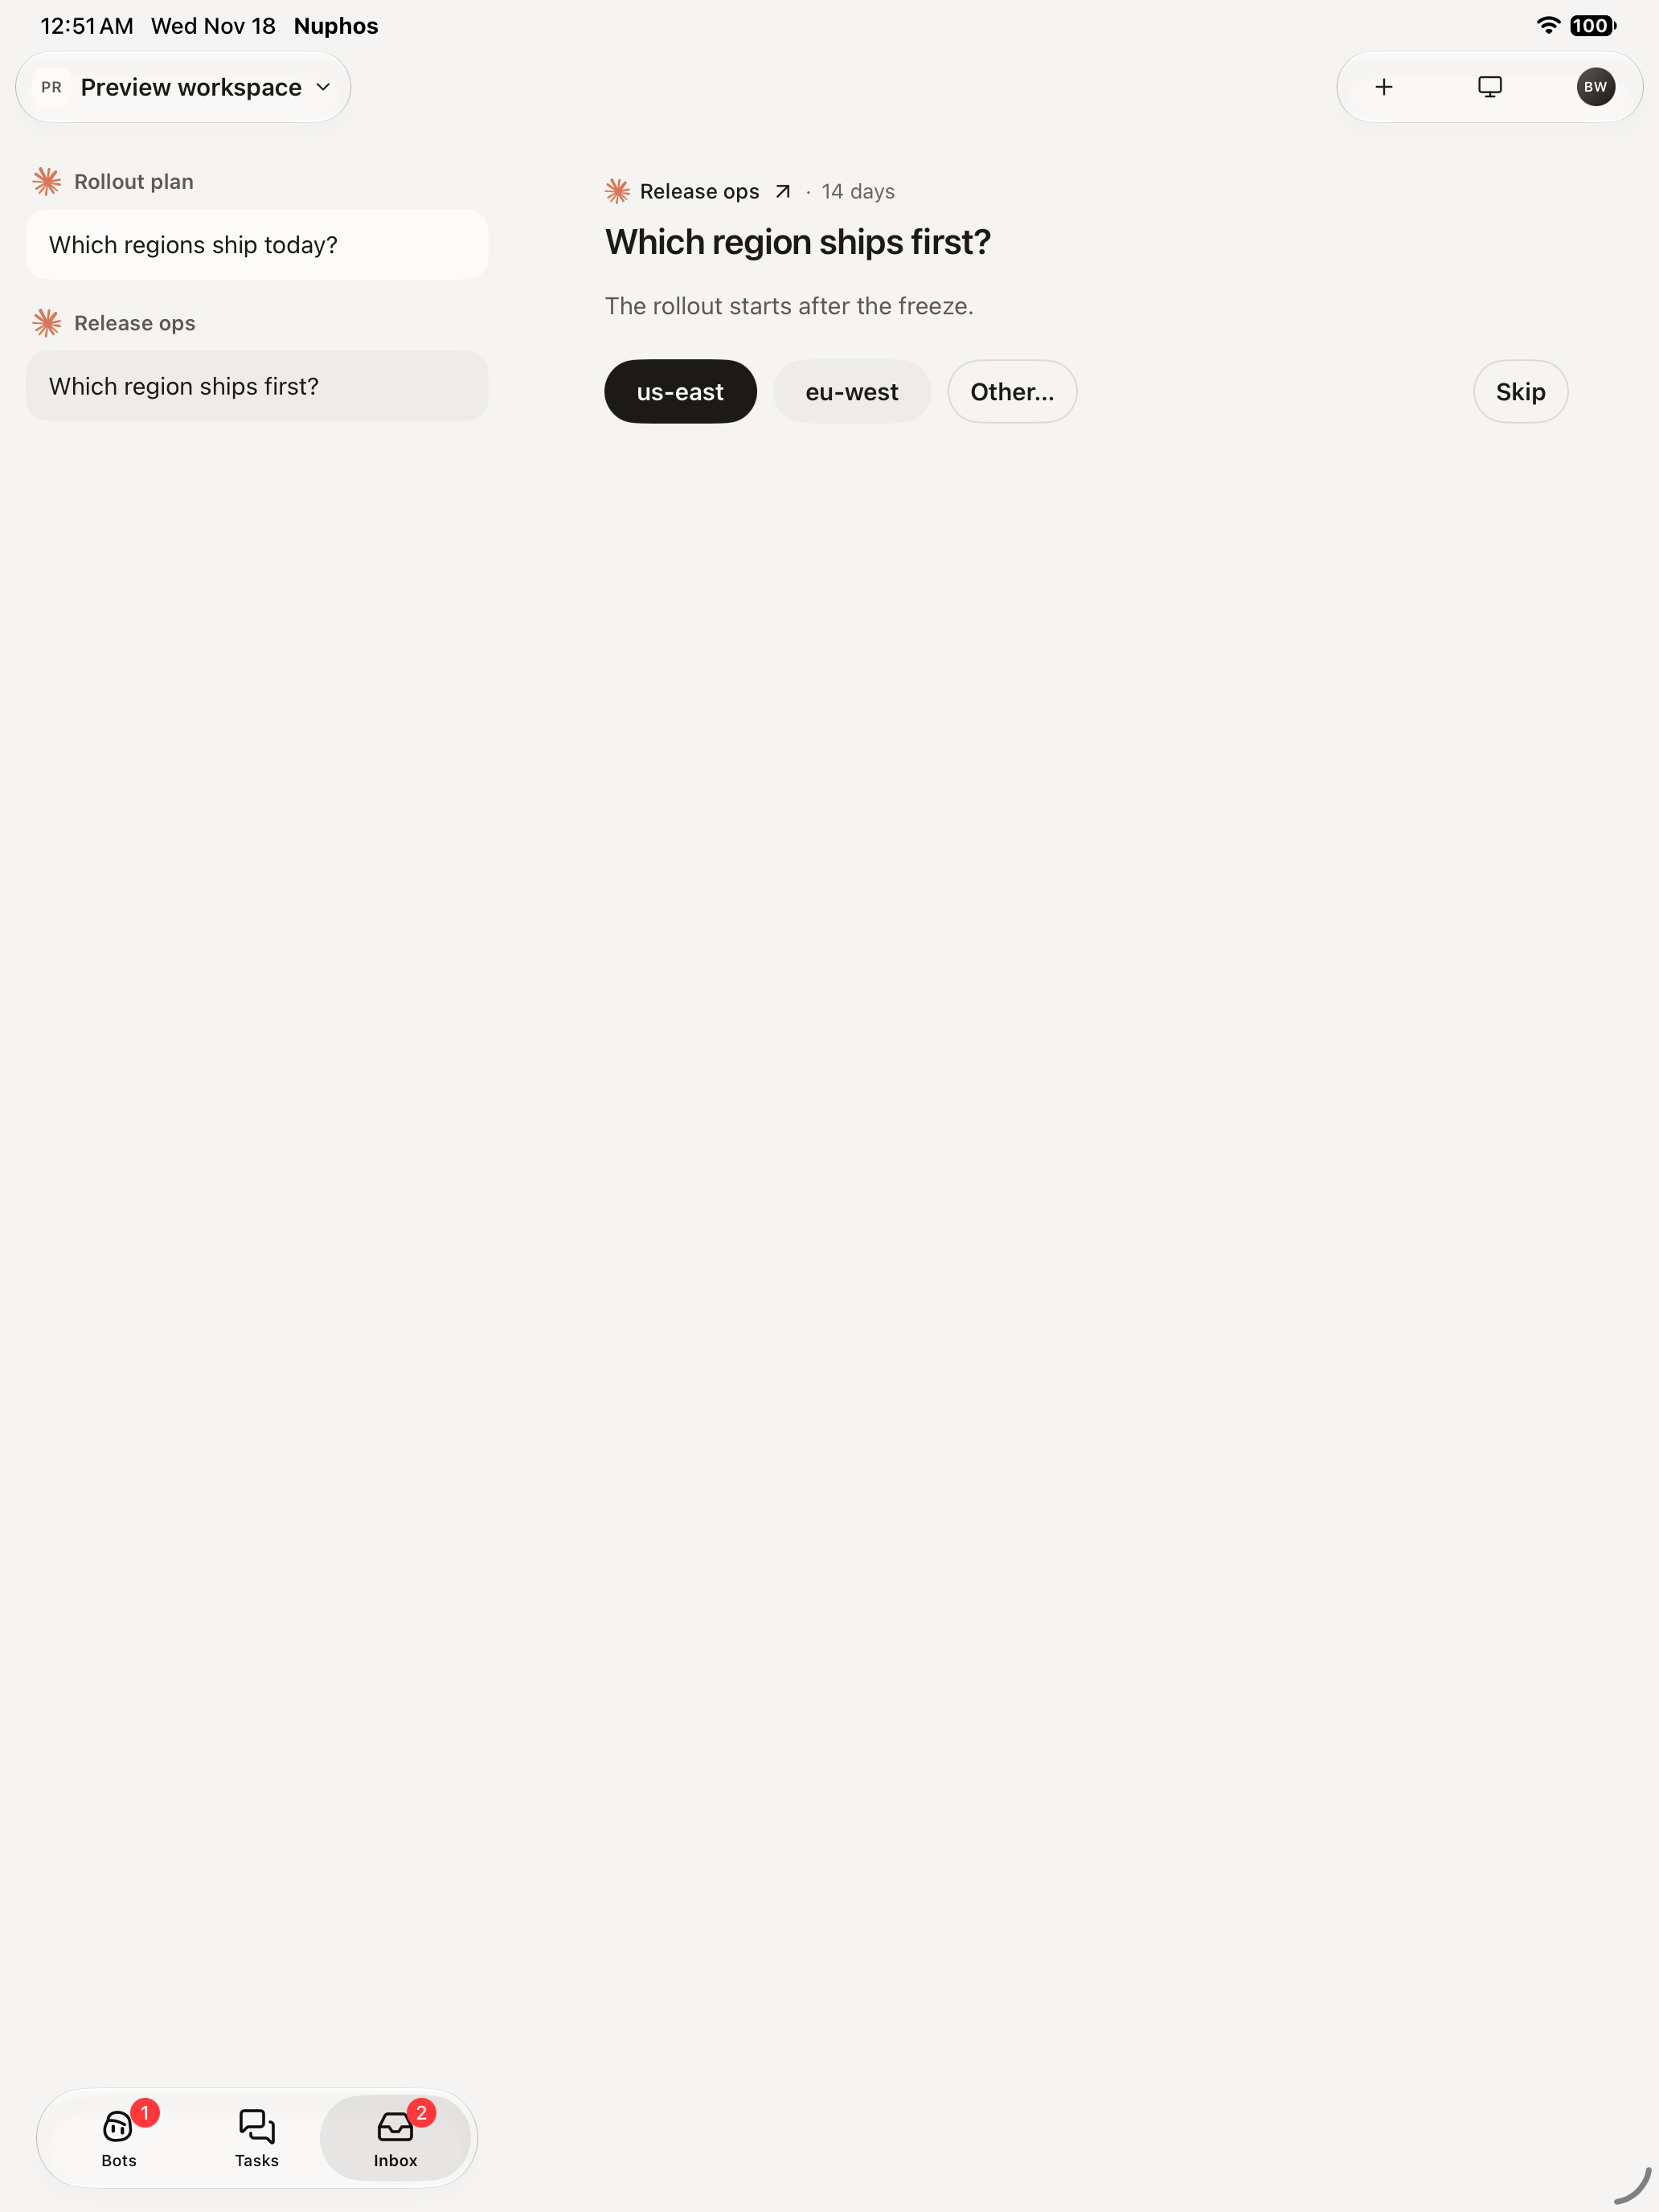 12:51 AM Wed Nov 18 Nuphos
100
PR Preview workspace
BW
Rollout plan
Which regions ship today?
Release ops
Which region ships first?
Release ops · 14 days
Which region ships first?
The rollout starts after the freeze.
us-east eu-west Other... Skip
1
2
Bots Tasks Inbox